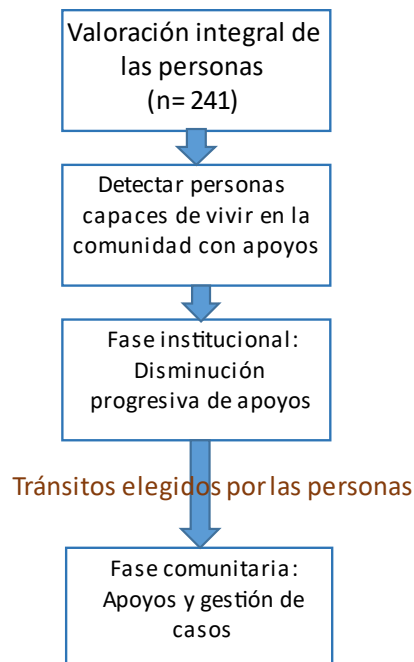 Valoración integral de
las personas
(n= 241)
Detectar personas
capaces de vivir en la
comunidad con apoyos
Fase institucional:
Disminución
progresiva de apoyos
Tránsitos elegidos por las personas
Fase comunitaria:
Apoyos y gestión de
casos